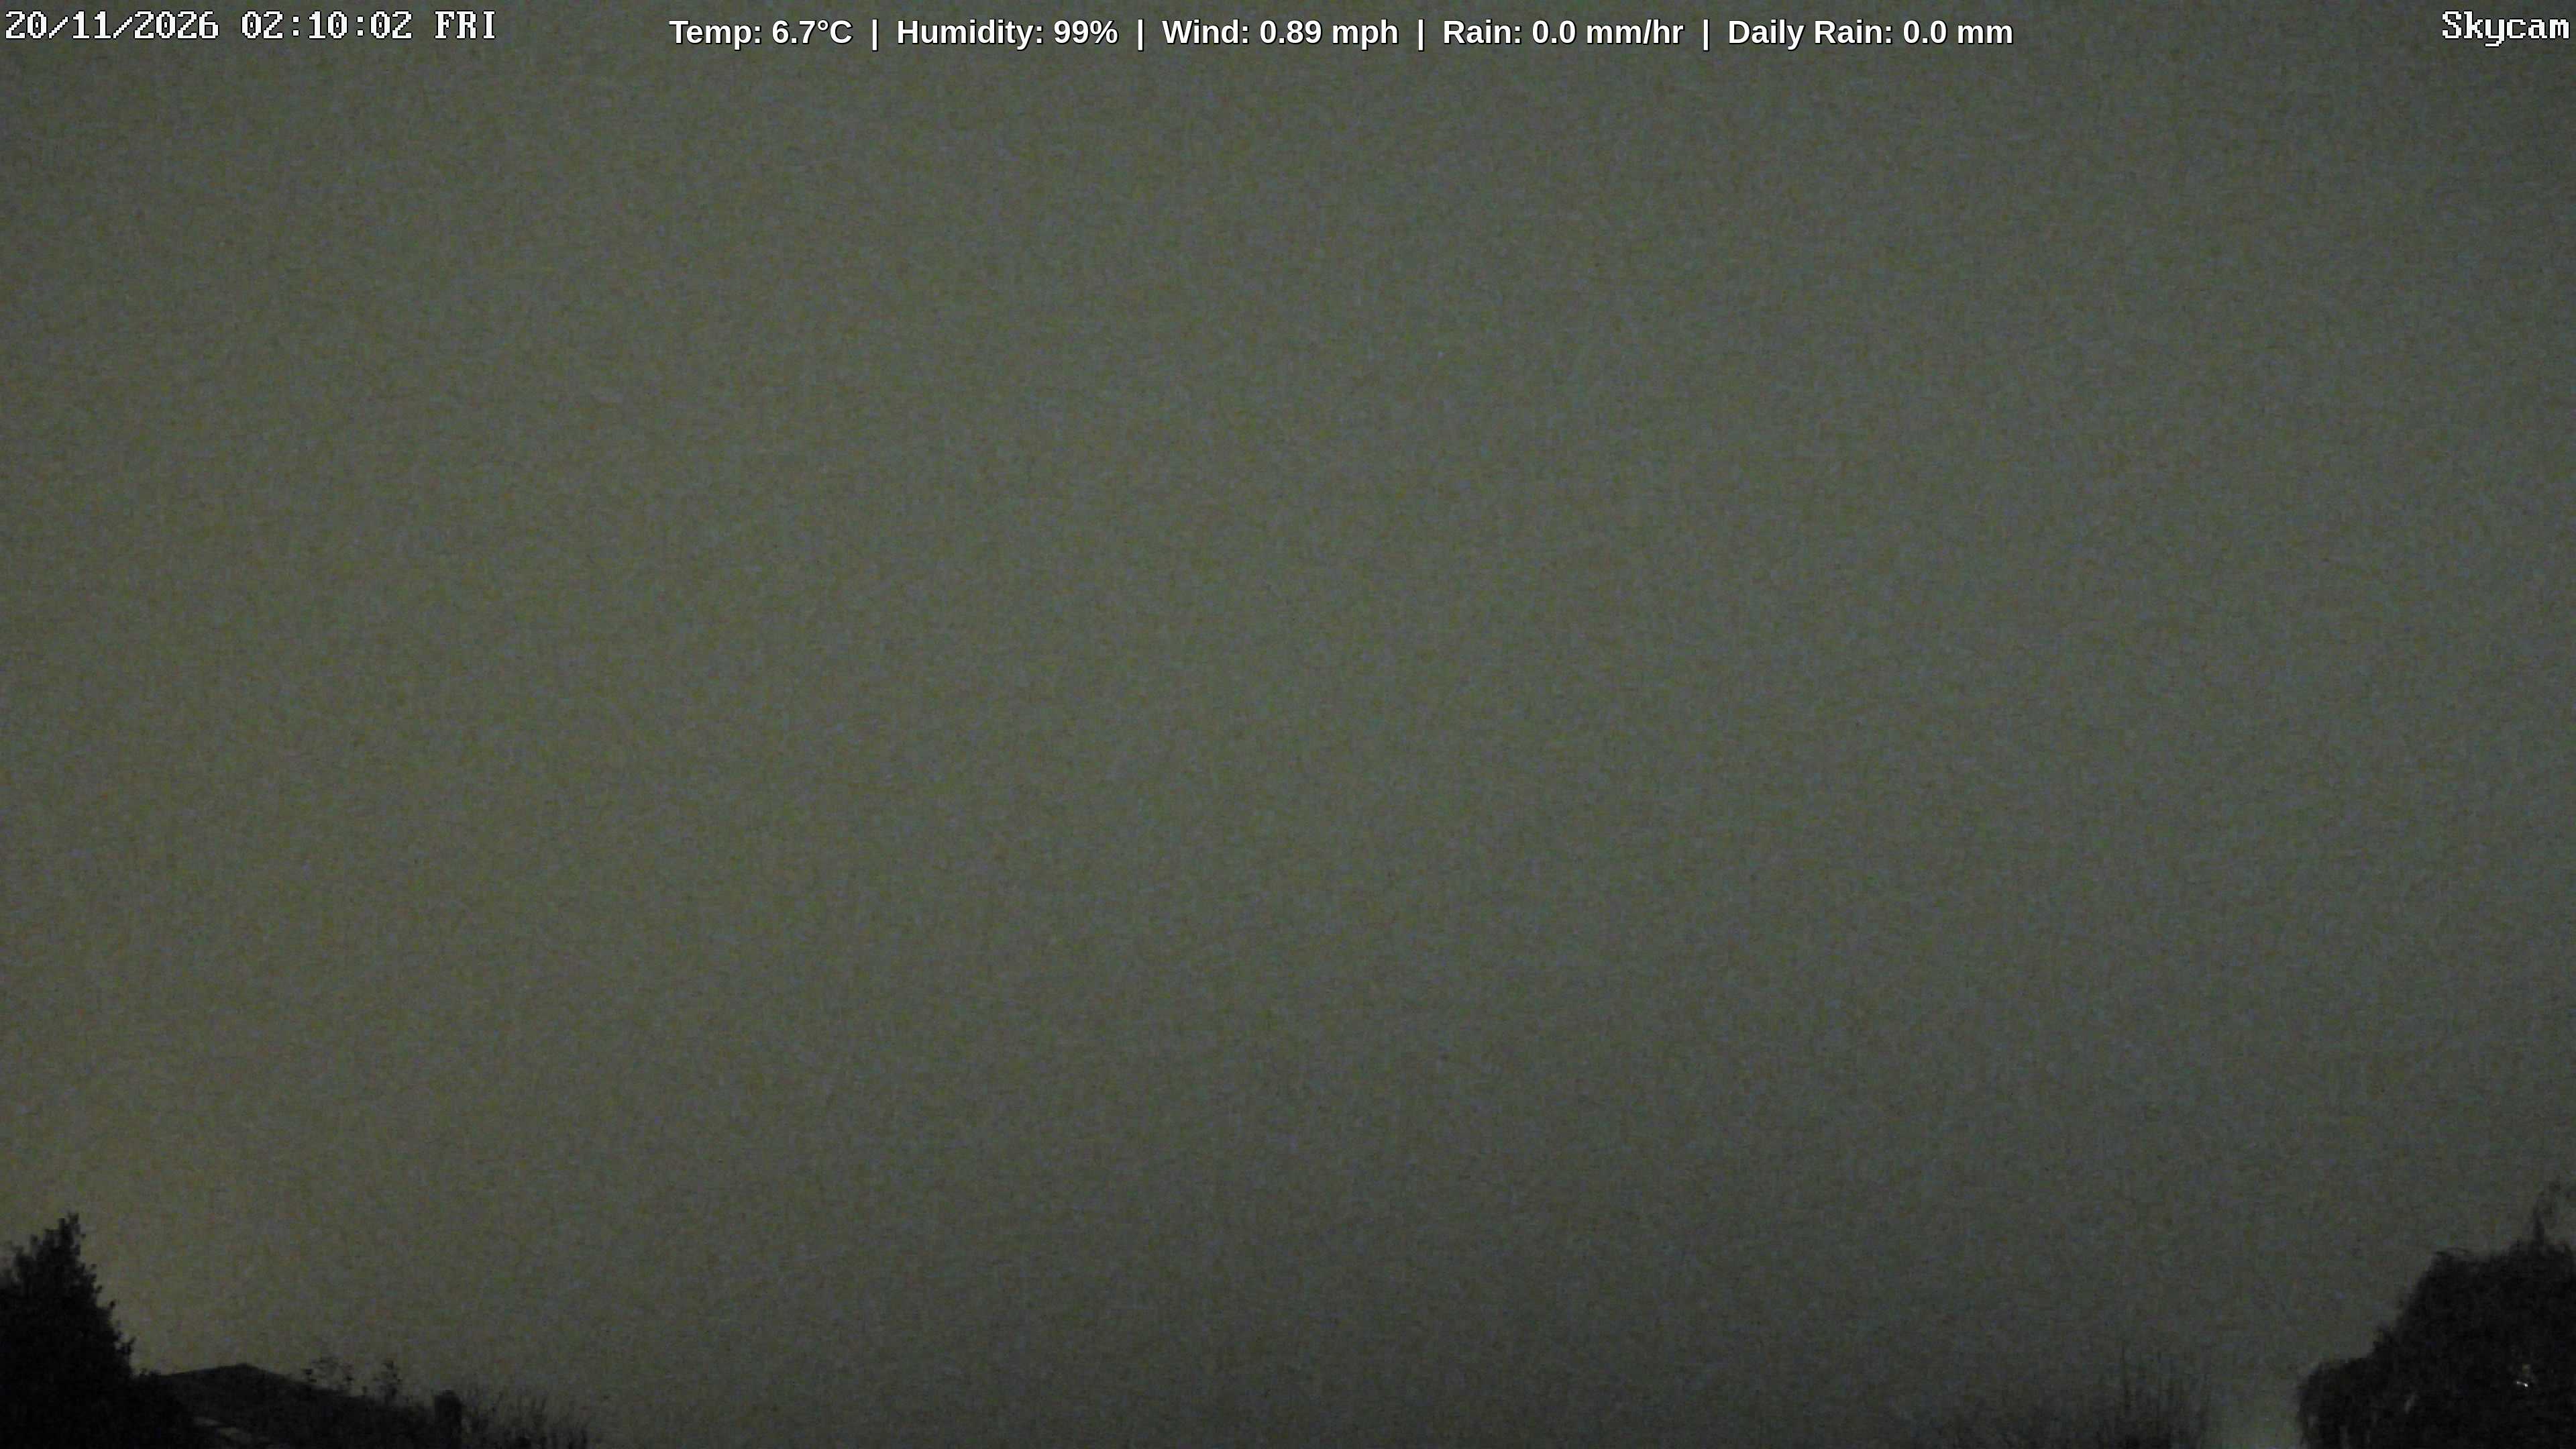 20/11/2026 02:10:02 FRI
Temp: 6.7°C | Humidity: 99% | Wind: 0.89 mph | Rain: 0.0 mm/hr | Daily Rain: 0.0 mm
Skycam